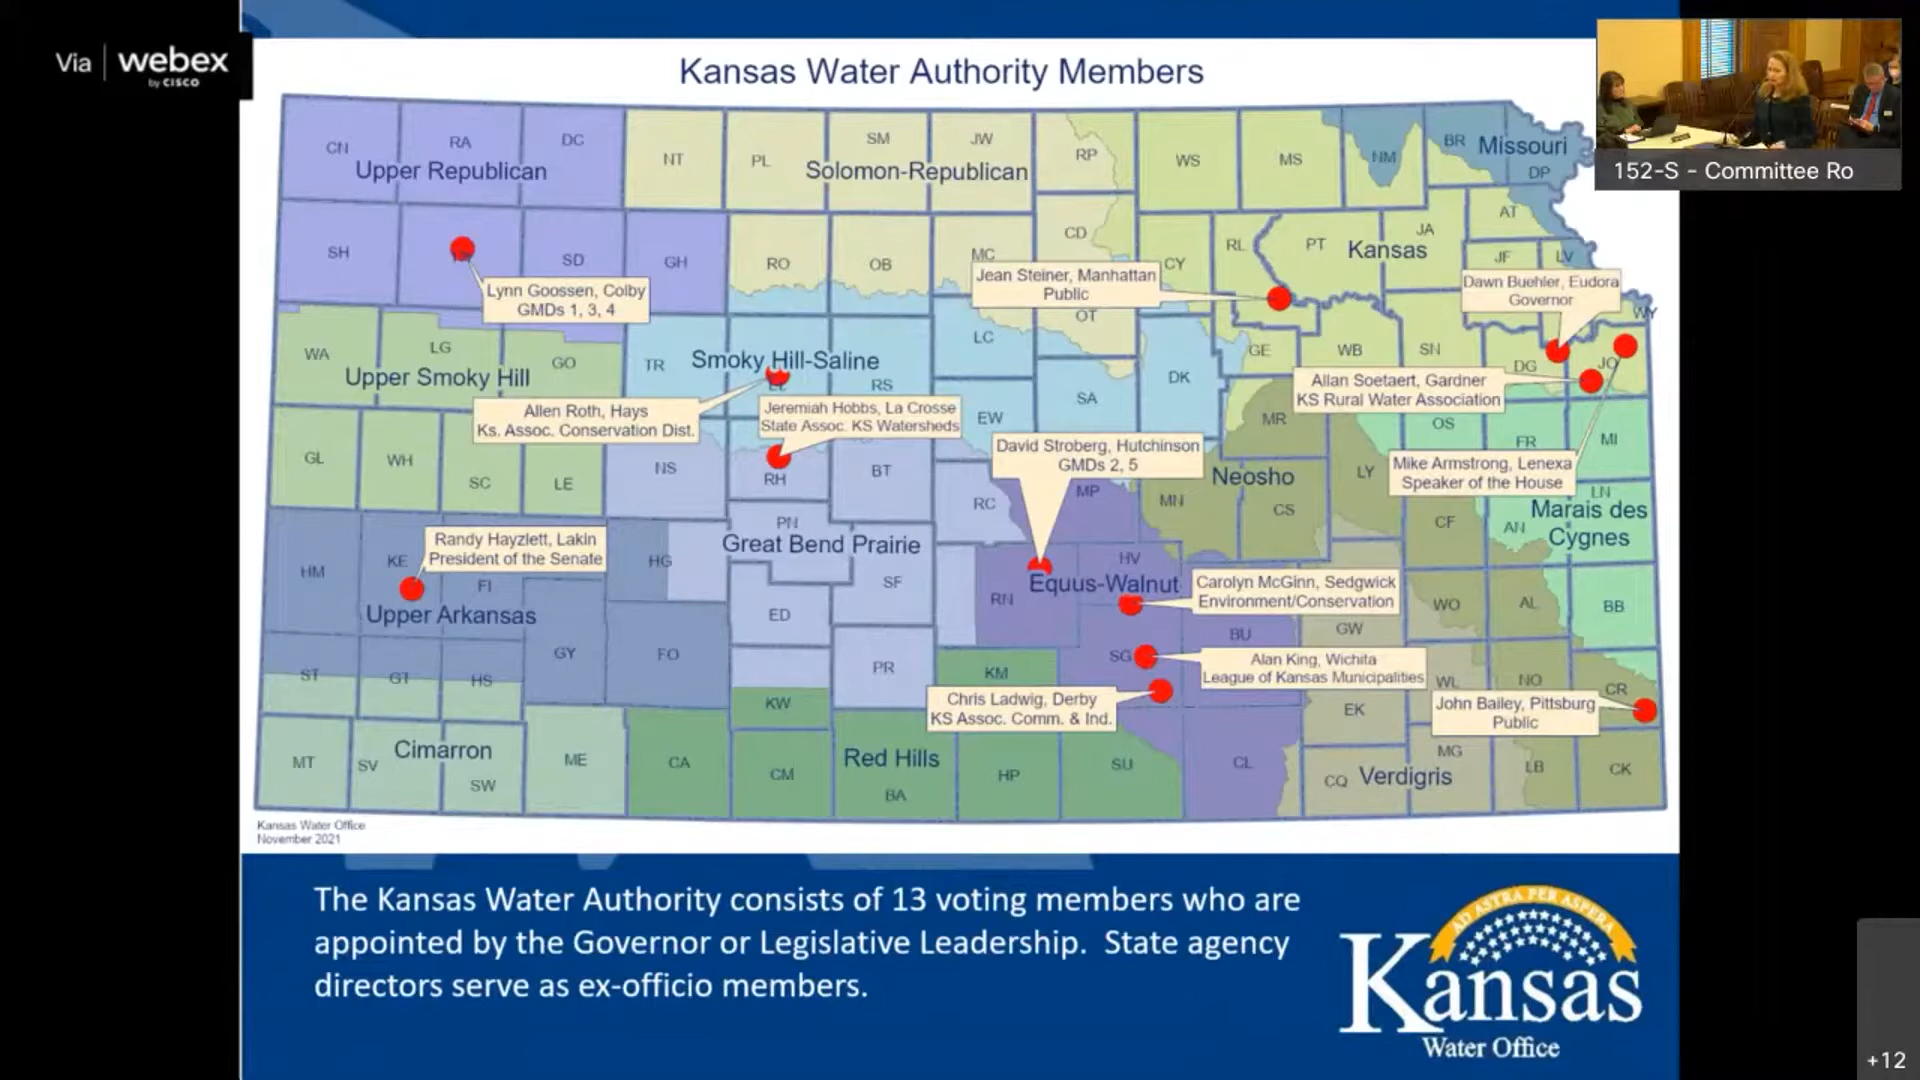 Via webex
by CISCO
Kansas Water Authority Members
152-S - Committee Ro
CN
RA
DC
Upper Republican
NT
PL
SM
JW
Solomon-Republican
RP
WS
MS
NM
BR
Missouri
DP
SH
SD
GH
RO
OB
MC
CD
CY
RL
PT
Kansas
JA
AT
JF
LV
WY
Lynn Goossen, Colby
GMDs 1, 3, 4
Jean Steiner, Manhattan
Public
Dawn Buehler, Eudora
Governor
WA
LG
GO
Upper Smoky Hill
TR
Smoky Hill-Saline
RS
LC
OT
DK
GE
WB
SN
DG
JO
Allen Roth, Hays
Ks. Assoc. Conservation Dist.
Jeremiah Hobbs, La Crosse
State Assoc. KS Watersheds
EW
SA
Allan Soetaert, Gardner
KS Rural Water Association
MR
OS
FR
MI
GL
WH
SC
LE
NS
RH
BT
RC
David Stroberg, Hutchinson
GMDs 2, 5
MP
Neosho
MN
CS
LY
Mike Armstrong, Lenexa
Speaker of the House
CF
LN
AN
Marais des
Cygnes
Randy Hayzlett, Lakin
President of the Senate
HM
KE
FI
Upper Arkansas
HG
PN
Great Bend Prairie
SF
ED
RN
HV
Equus-Walnut
Carolyn McGinn, Sedgwick
Environment/Conservation
BU
GW
WO
AL
BB
ST
GT
HS
GY
FO
PR
KM
SG
Alan King, Wichita
League of Kansas Municipalities
WL
NO
CR
KW
Chris Ladwig, Derby
KS Assoc. Comm. & Ind.
EK
John Bailey, Pittsburg
Public
MT
SV
Cimarron
SW
ME
CA
CM
Red Hills
BA
HP
SU
CL
CQ
Verdigris
MG
LB
CK
Kansas Water Office
November 2021
The Kansas Water Authority consists of 13 voting members who are
appointed by the Governor or Legislative Leadership. State agency
directors serve as ex-officio members.
AD ASTRA PER ASPERA
Kansas
Water Office
+12